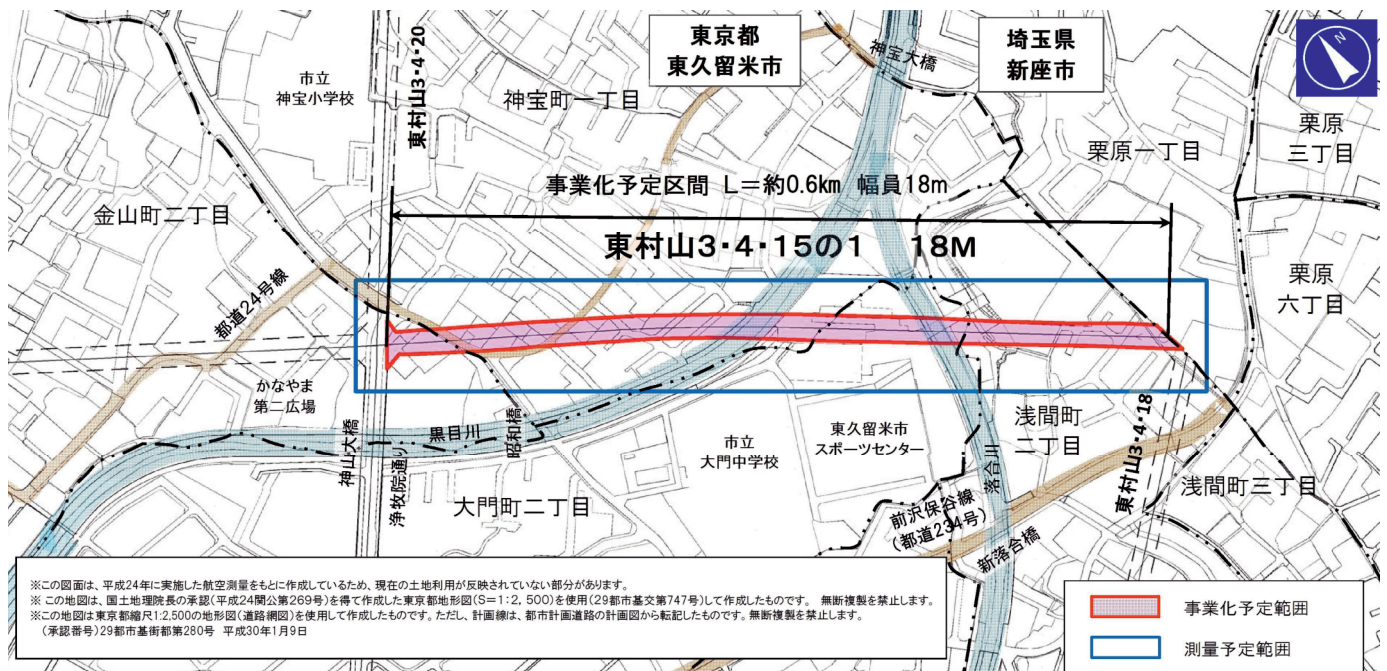 東京都
東久留米市
埼玉県
新座市
N
神宝大橋
市立
神宝小学校
東村山3・4・20
神宝町一丁目
栗原一丁目
栗原
三丁目
金山町二丁目
事業化予定区間 L=約0.6km 幅員18m
東村山3・4・15の1 18M
栗原
六丁目
都道24号線
かなやま
第二広場
神山大橋
浄牧院通り
黒目川
昭和橋
市立
大門中学校
東久留米市
スポーツセンター
落合川
浅間町
二丁目
東村山3・4・18
大門町二丁目
前沢保谷線
(都道234号)
新落合橋
浅間町三丁目
※この図面は、平成24年に実施した航空測量をもとに作成しているため、現在の土地利用が反映されていない部分があります。
※ この地図は、国土地理院長の承認(平成24関公第269号)を得て作成した東京都地形図(S=1:2,500)を使用(29都市基交第747号)して作成したものです。 無断複製を禁止します。
※この地図は東京都縮尺1:2,500の地形図(道路網図)を使用して作成したものです。ただし、計画線は、都市計画道路の計画図から転記したものです。無断複製を禁止します。
(承認番号)29都市基街都第280号 平成30年1月9日
事業化予定範囲
測量予定範囲